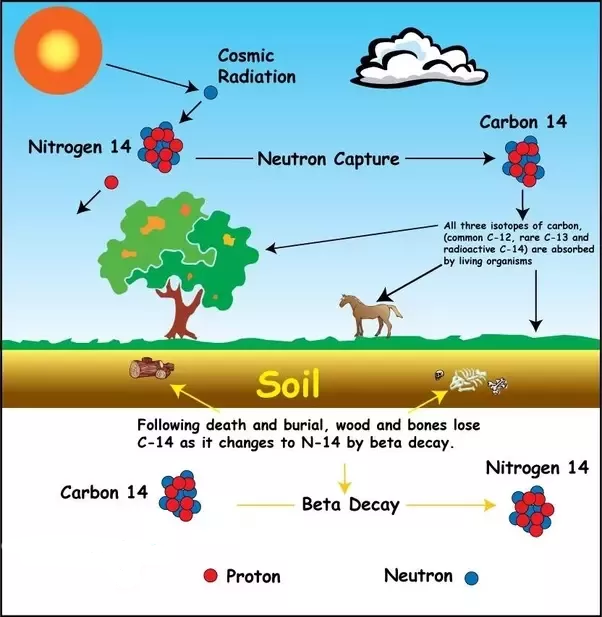 Cosmic
Radiation
Carbon 14
Nitrogen 14
Neutron Capture
All three isotopes of carbon,
(common C-12, rare C-13 and
radioactive C-14) are absorbed
by living organisms
Soil
Following death and burial, wood and bones lose
C-14 as it changes to N-14 by beta decay.
Carbon 14
Beta Decay
Nitrogen 14
Proton
Neutron